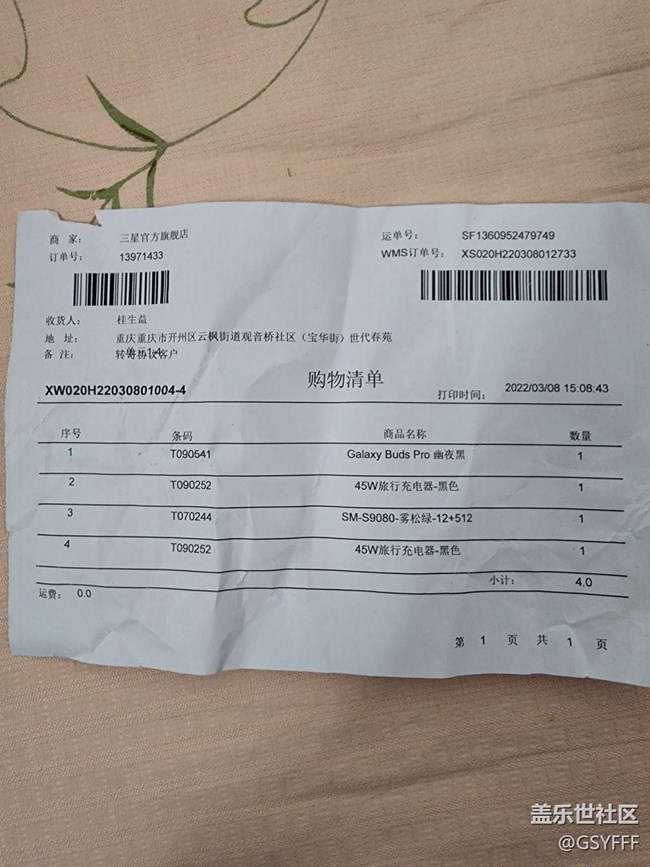 商 家： 三星官方旗舰店
订单号： 13971433
运单号： SF1360952479749
WMS订单号： XS020H220308012733
收货人： 桂生益
地 址： 重庆重庆市开州区云枫街道观音桥社区（宝华街）世代春苑
备 注：
XW020H22030801004-4
购物清单
打印时间： 2022/03/08 15:08:43
序号 条码 商品名称 数量
1 T090541 Galaxy Buds Pro 幽夜黑 1
2 T090252 45W旅行充电器-黑色 1
3 T070244 SM-S9080-雾松绿-12+512 1
4 T090252 45W旅行充电器-黑色 1
小计： 4.0
运费： 0.0
第 1 页 共 1 页
盖乐世社区
@GSYFFF